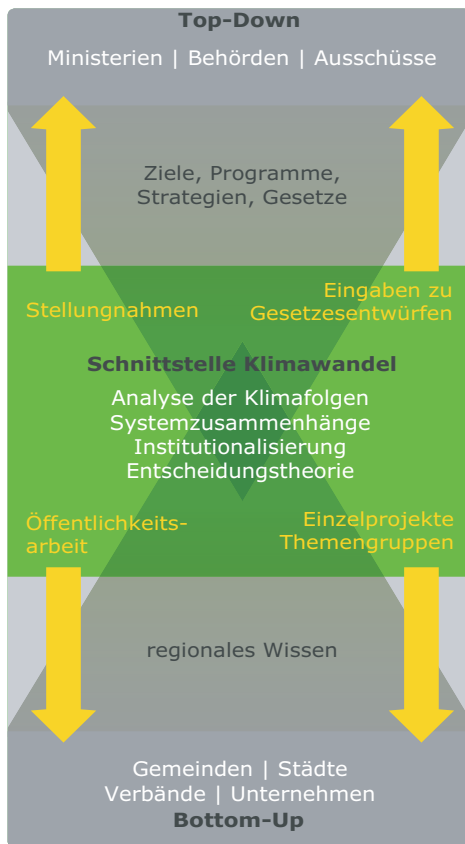 Top-Down
Ministerien | Behörden | Ausschüsse
Ziele, Programme,
Strategien, Gesetze
Stellungnahmen
Eingaben zu
Gesetzesentwürfen
Schnittstelle Klimawandel
Analyse der Klimafolgen
Systemzusammenhänge
Institutionalisierung
Entscheidungstheorie
Öffentlichkeits-
arbeit
Einzelprojekte
Themengruppen
regionales Wissen
Gemeinden | Städte
Verbände | Unternehmen
Bottom-Up